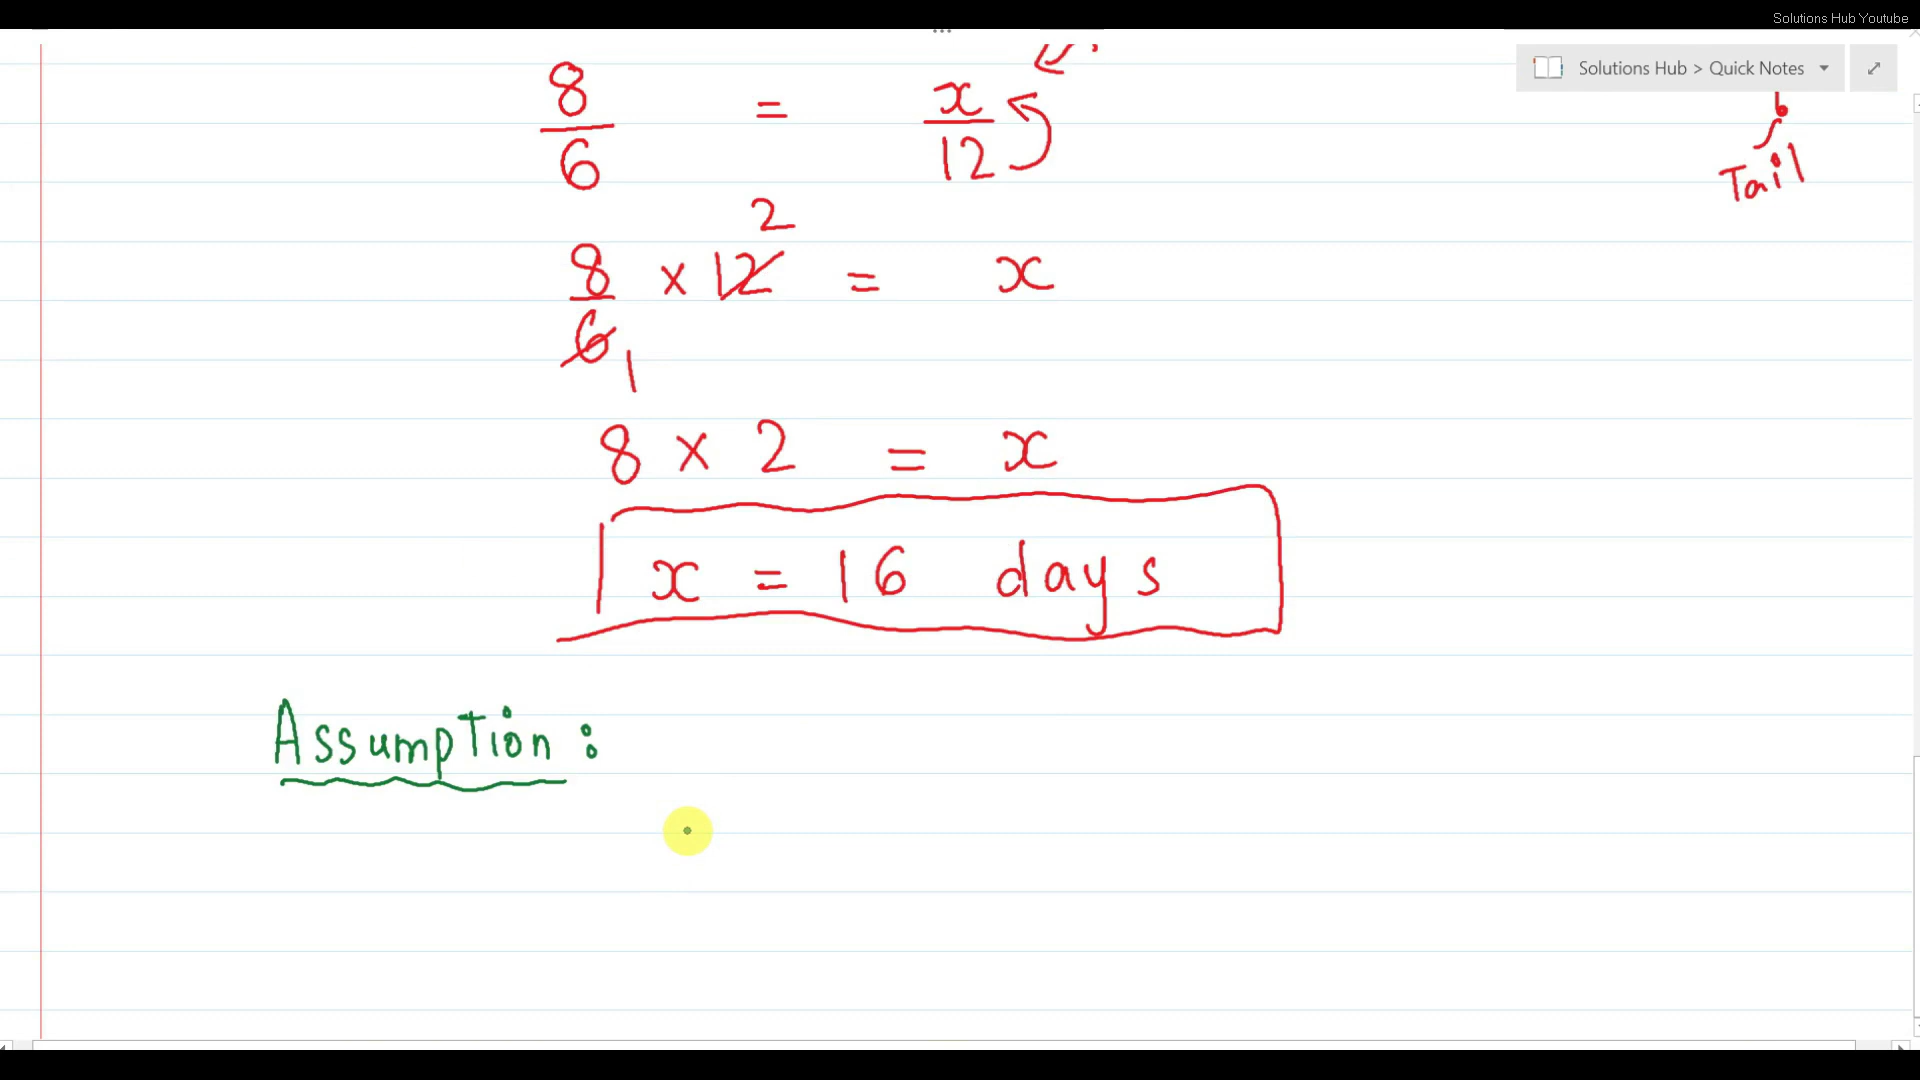 Solutions Hub Youtube
Solutions Hub > Quick Notes
8/6 = x/12
Tail
2
8/6 × 12 = x
1
8 × 2 = x
x = 16 days
Assumption: